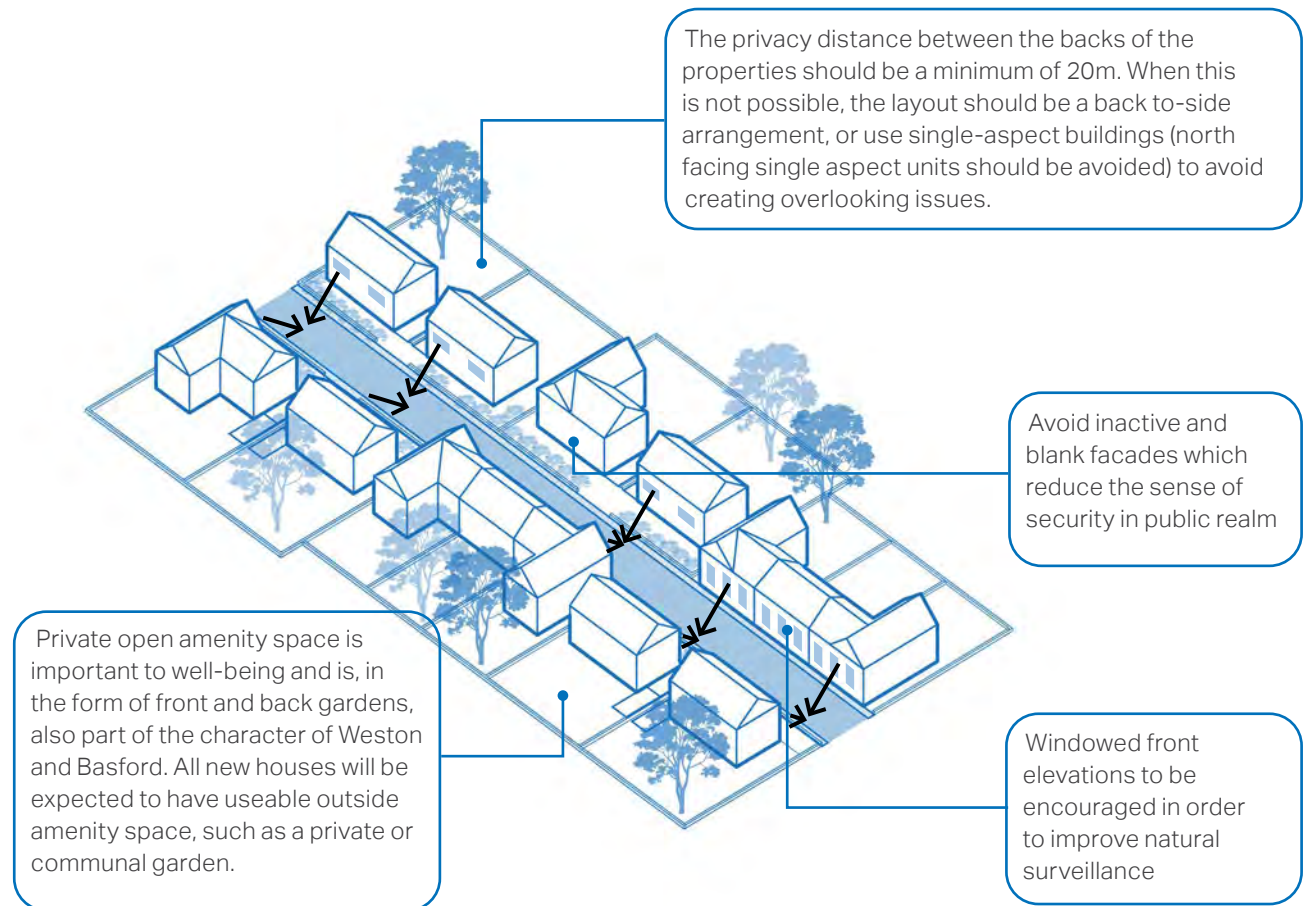 The privacy distance between the backs of the
properties should be a minimum of 20m. When this
is not possible, the layout should be a back to-side
arrangement, or use single-aspect buildings (north
facing single aspect units should be avoided) to avoid
creating overlooking issues.
Avoid inactive and
blank facades which
reduce the sense of
security in public realm
Private open amenity space is
important to well-being and is, in
the form of front and back gardens,
also part of the character of Weston
and Basford. All new houses will be
expected to have useable outside
amenity space, such as a private or
communal garden.
Windowed front
elevations to be
encouraged in order
to improve natural
surveillance